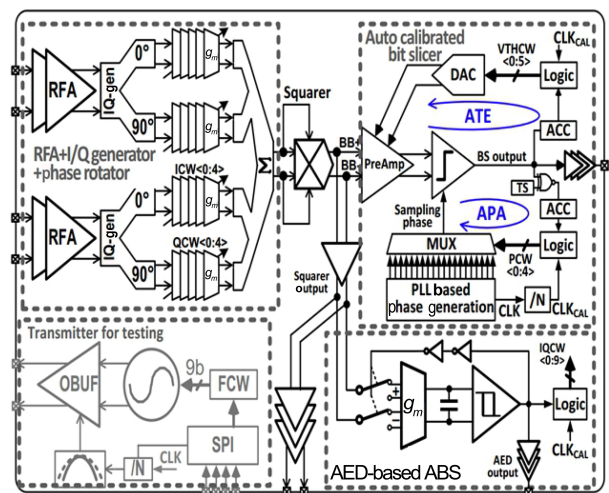 RFA
IQ-gen
0°
90°
gm
gm
RFA+I/Q generator
+phase rotator
ICW<0:4>
RFA
IQ-gen
0°
90°
gm
QCW<0:4>
gm
Σ
Squarer
BB+
BB-
Squarer
output
Auto calibrated
bit slicer
DAC
VTHCW
<0:5>
CLKCAL
Logic
ATE
ACC
PreAmp
BS output
TS
Sampling
phase
APA
ACC
MUX
PCW
<0:4>
Logic
PLL based
phase generation
CLK
/N
CLKCAL
Transmitter for testing
OBUF
9b
FCW
SPI
/N
CLK
gm
IQCW
<0:9>
Logic
CLKCAL
AED
output
AED-based ABS